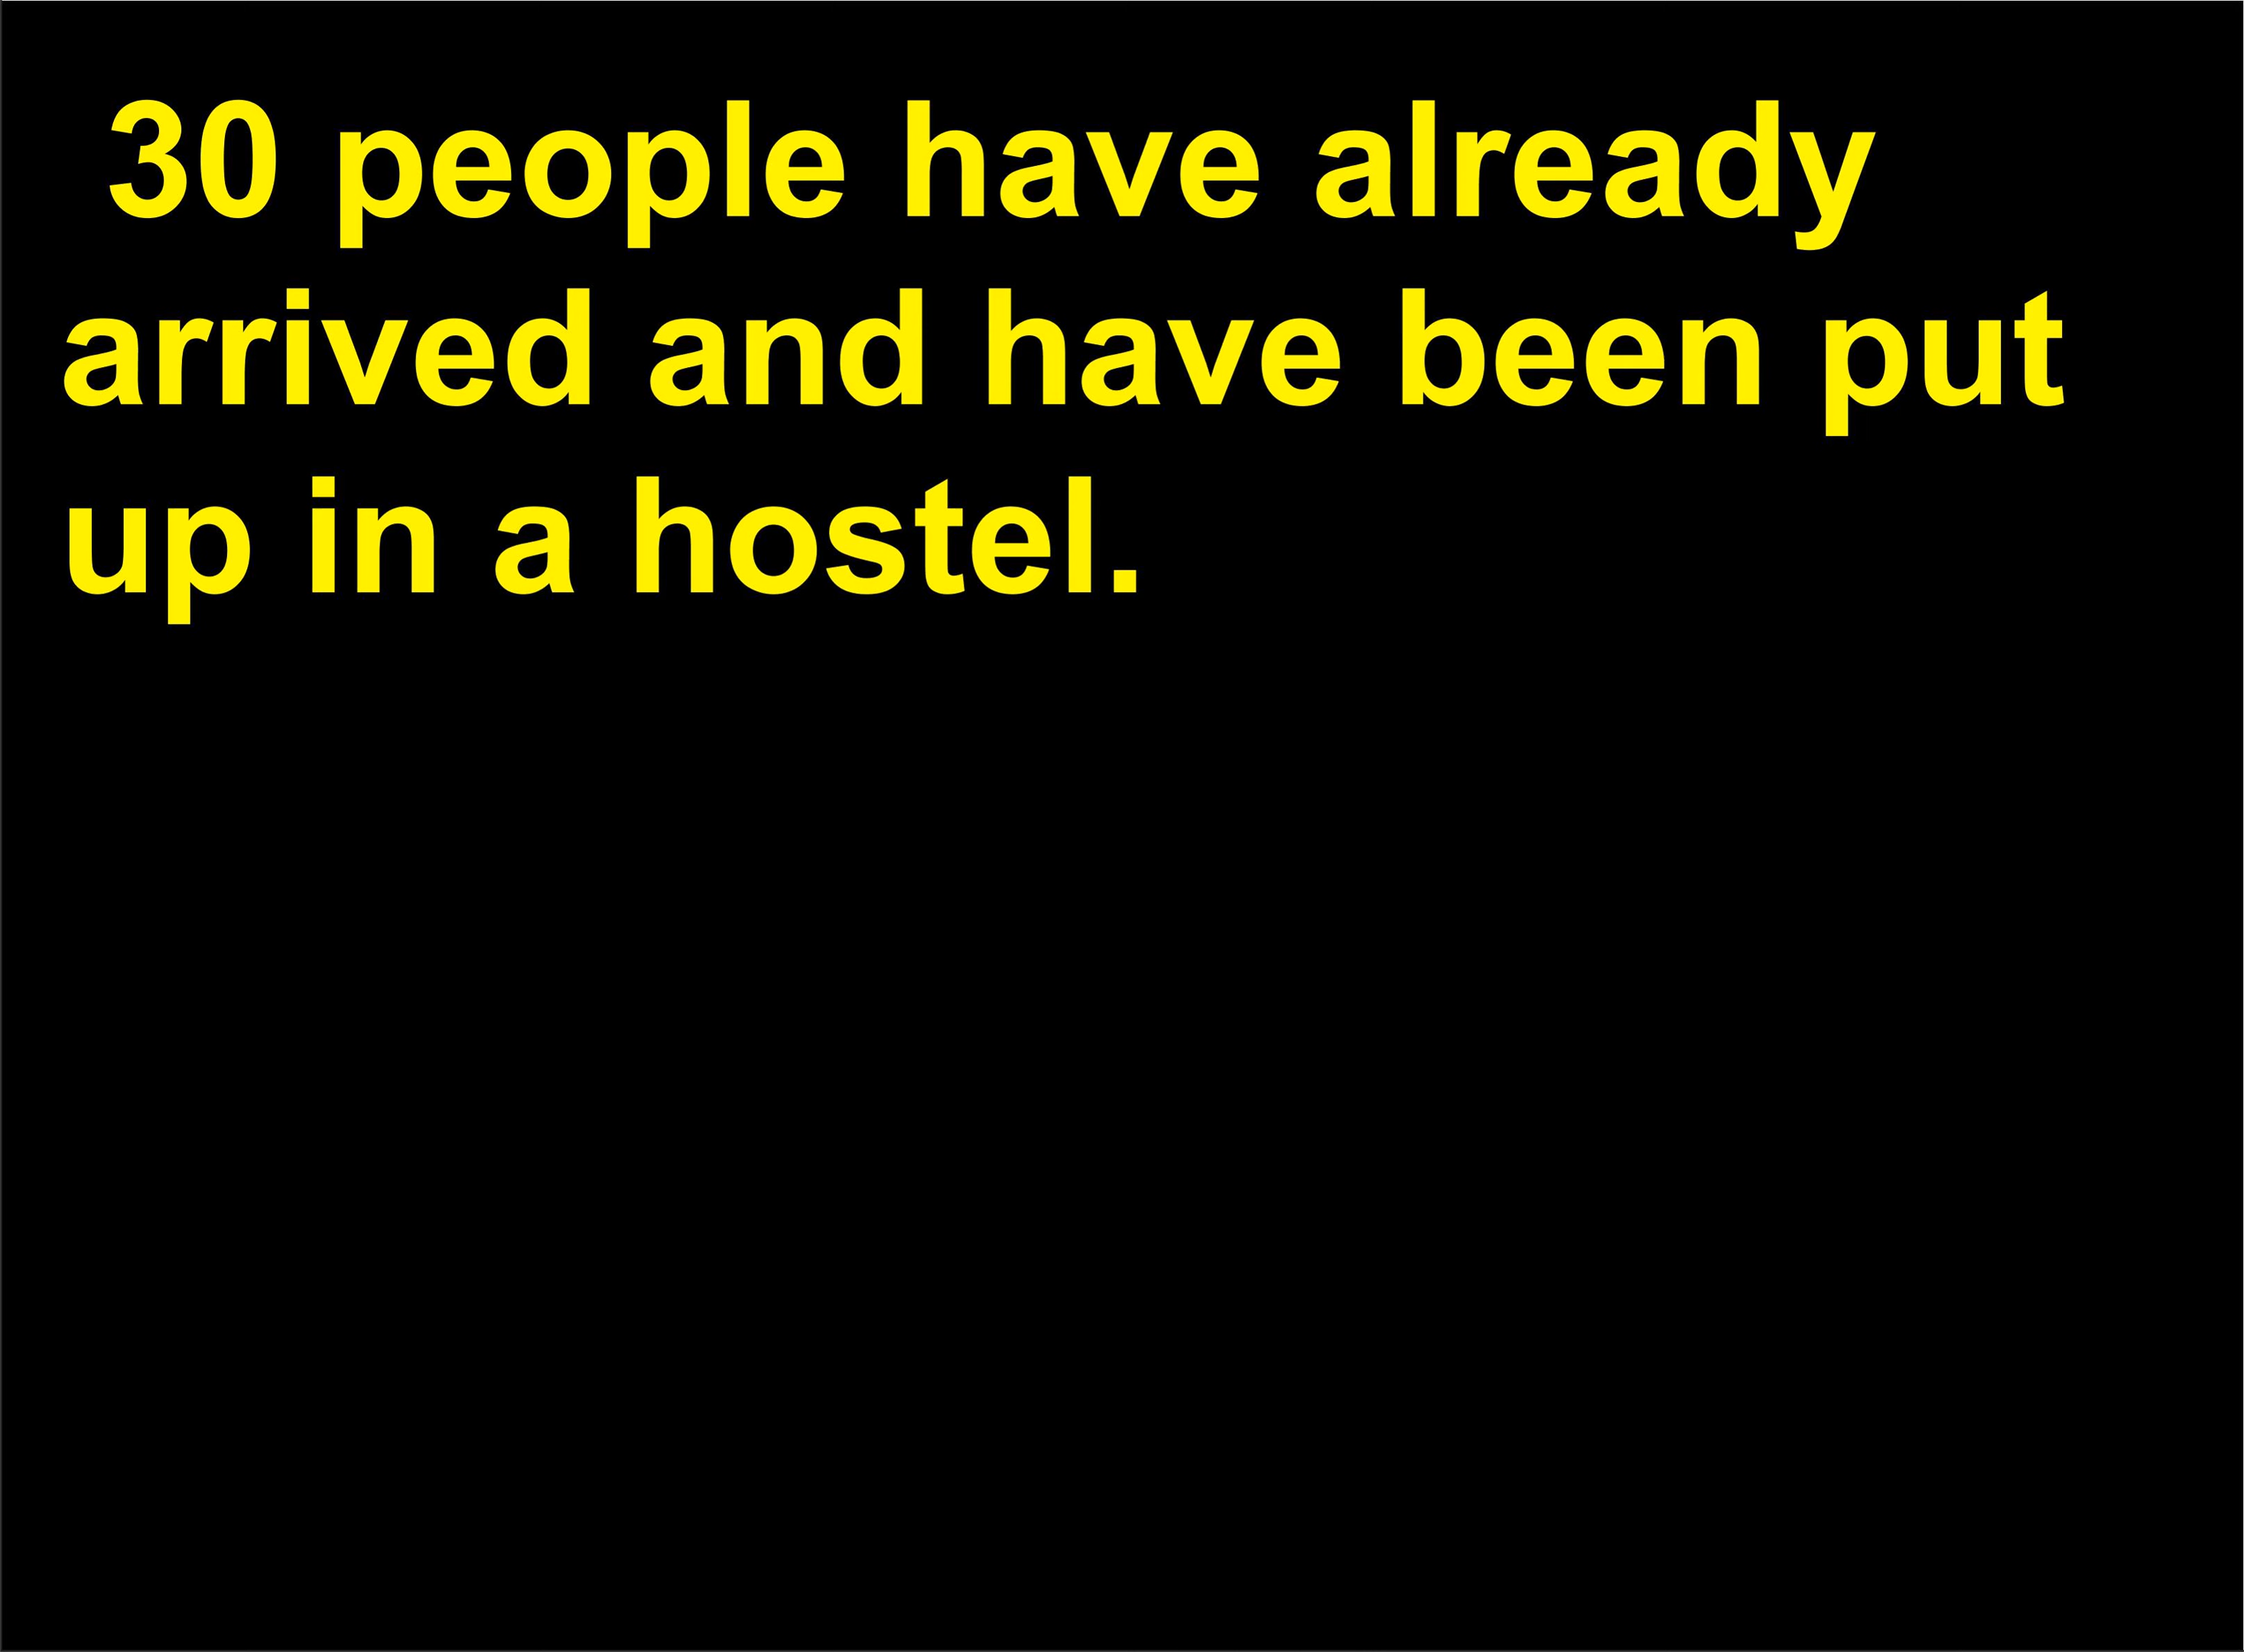 30 people have already
arrived and have been put
up in a hostel.